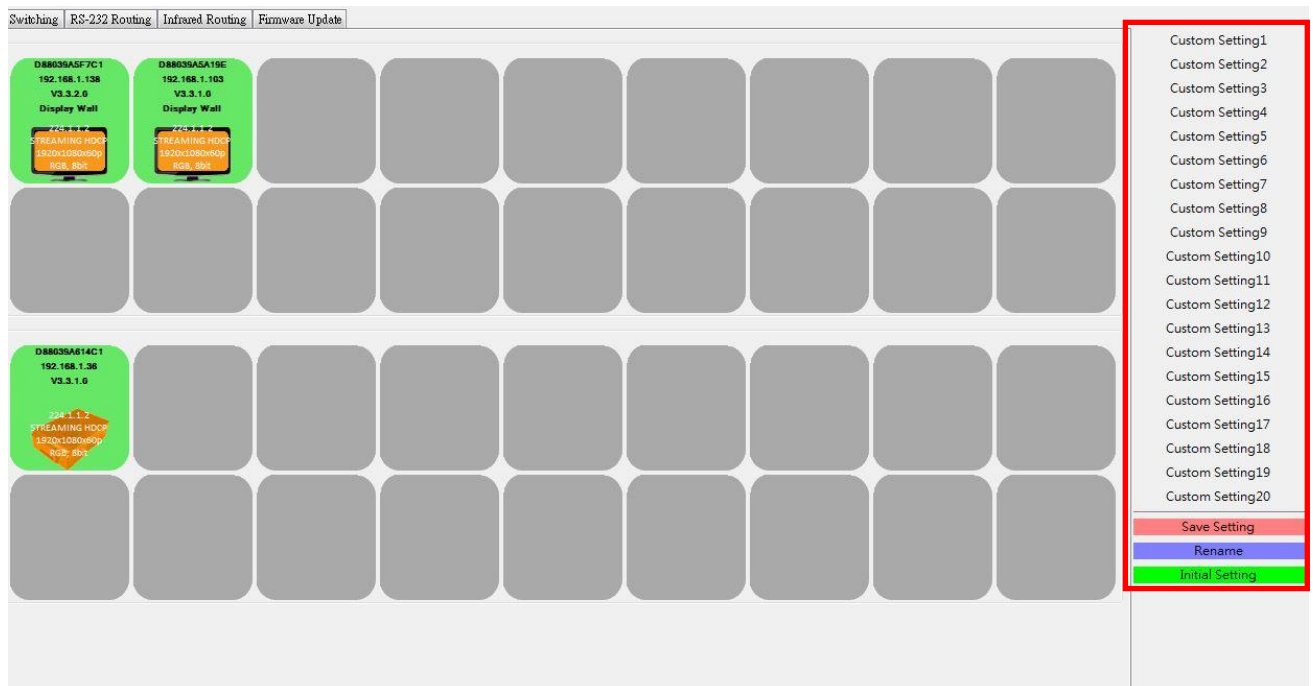 Switching RS-232 Routing Infrared Routing Firmware Update
D88039A5F7C1
192.168.1.138
V3.3.2.0
Display Wall
224.1.1.2
STREAMING HDCP
1920x1080x60p
RGB, 8bit
D88039A5A19E
192.168.1.103
V3.3.1.0
Display Wall
224.1.1.2
STREAMING HDCP
1920x1080x60p
RGB, 8bit
D88039A614C1
192.168.1.36
V3.3.1.0
224.1.1.2
STREAMING HDCP
1920x1080x60p
RGB, 8bit
Custom Setting1
Custom Setting2
Custom Setting3
Custom Setting4
Custom Setting5
Custom Setting6
Custom Setting7
Custom Setting8
Custom Setting9
Custom Setting10
Custom Setting11
Custom Setting12
Custom Setting13
Custom Setting14
Custom Setting15
Custom Setting16
Custom Setting17
Custom Setting18
Custom Setting19
Custom Setting20
Save Setting
Rename
Initial Setting